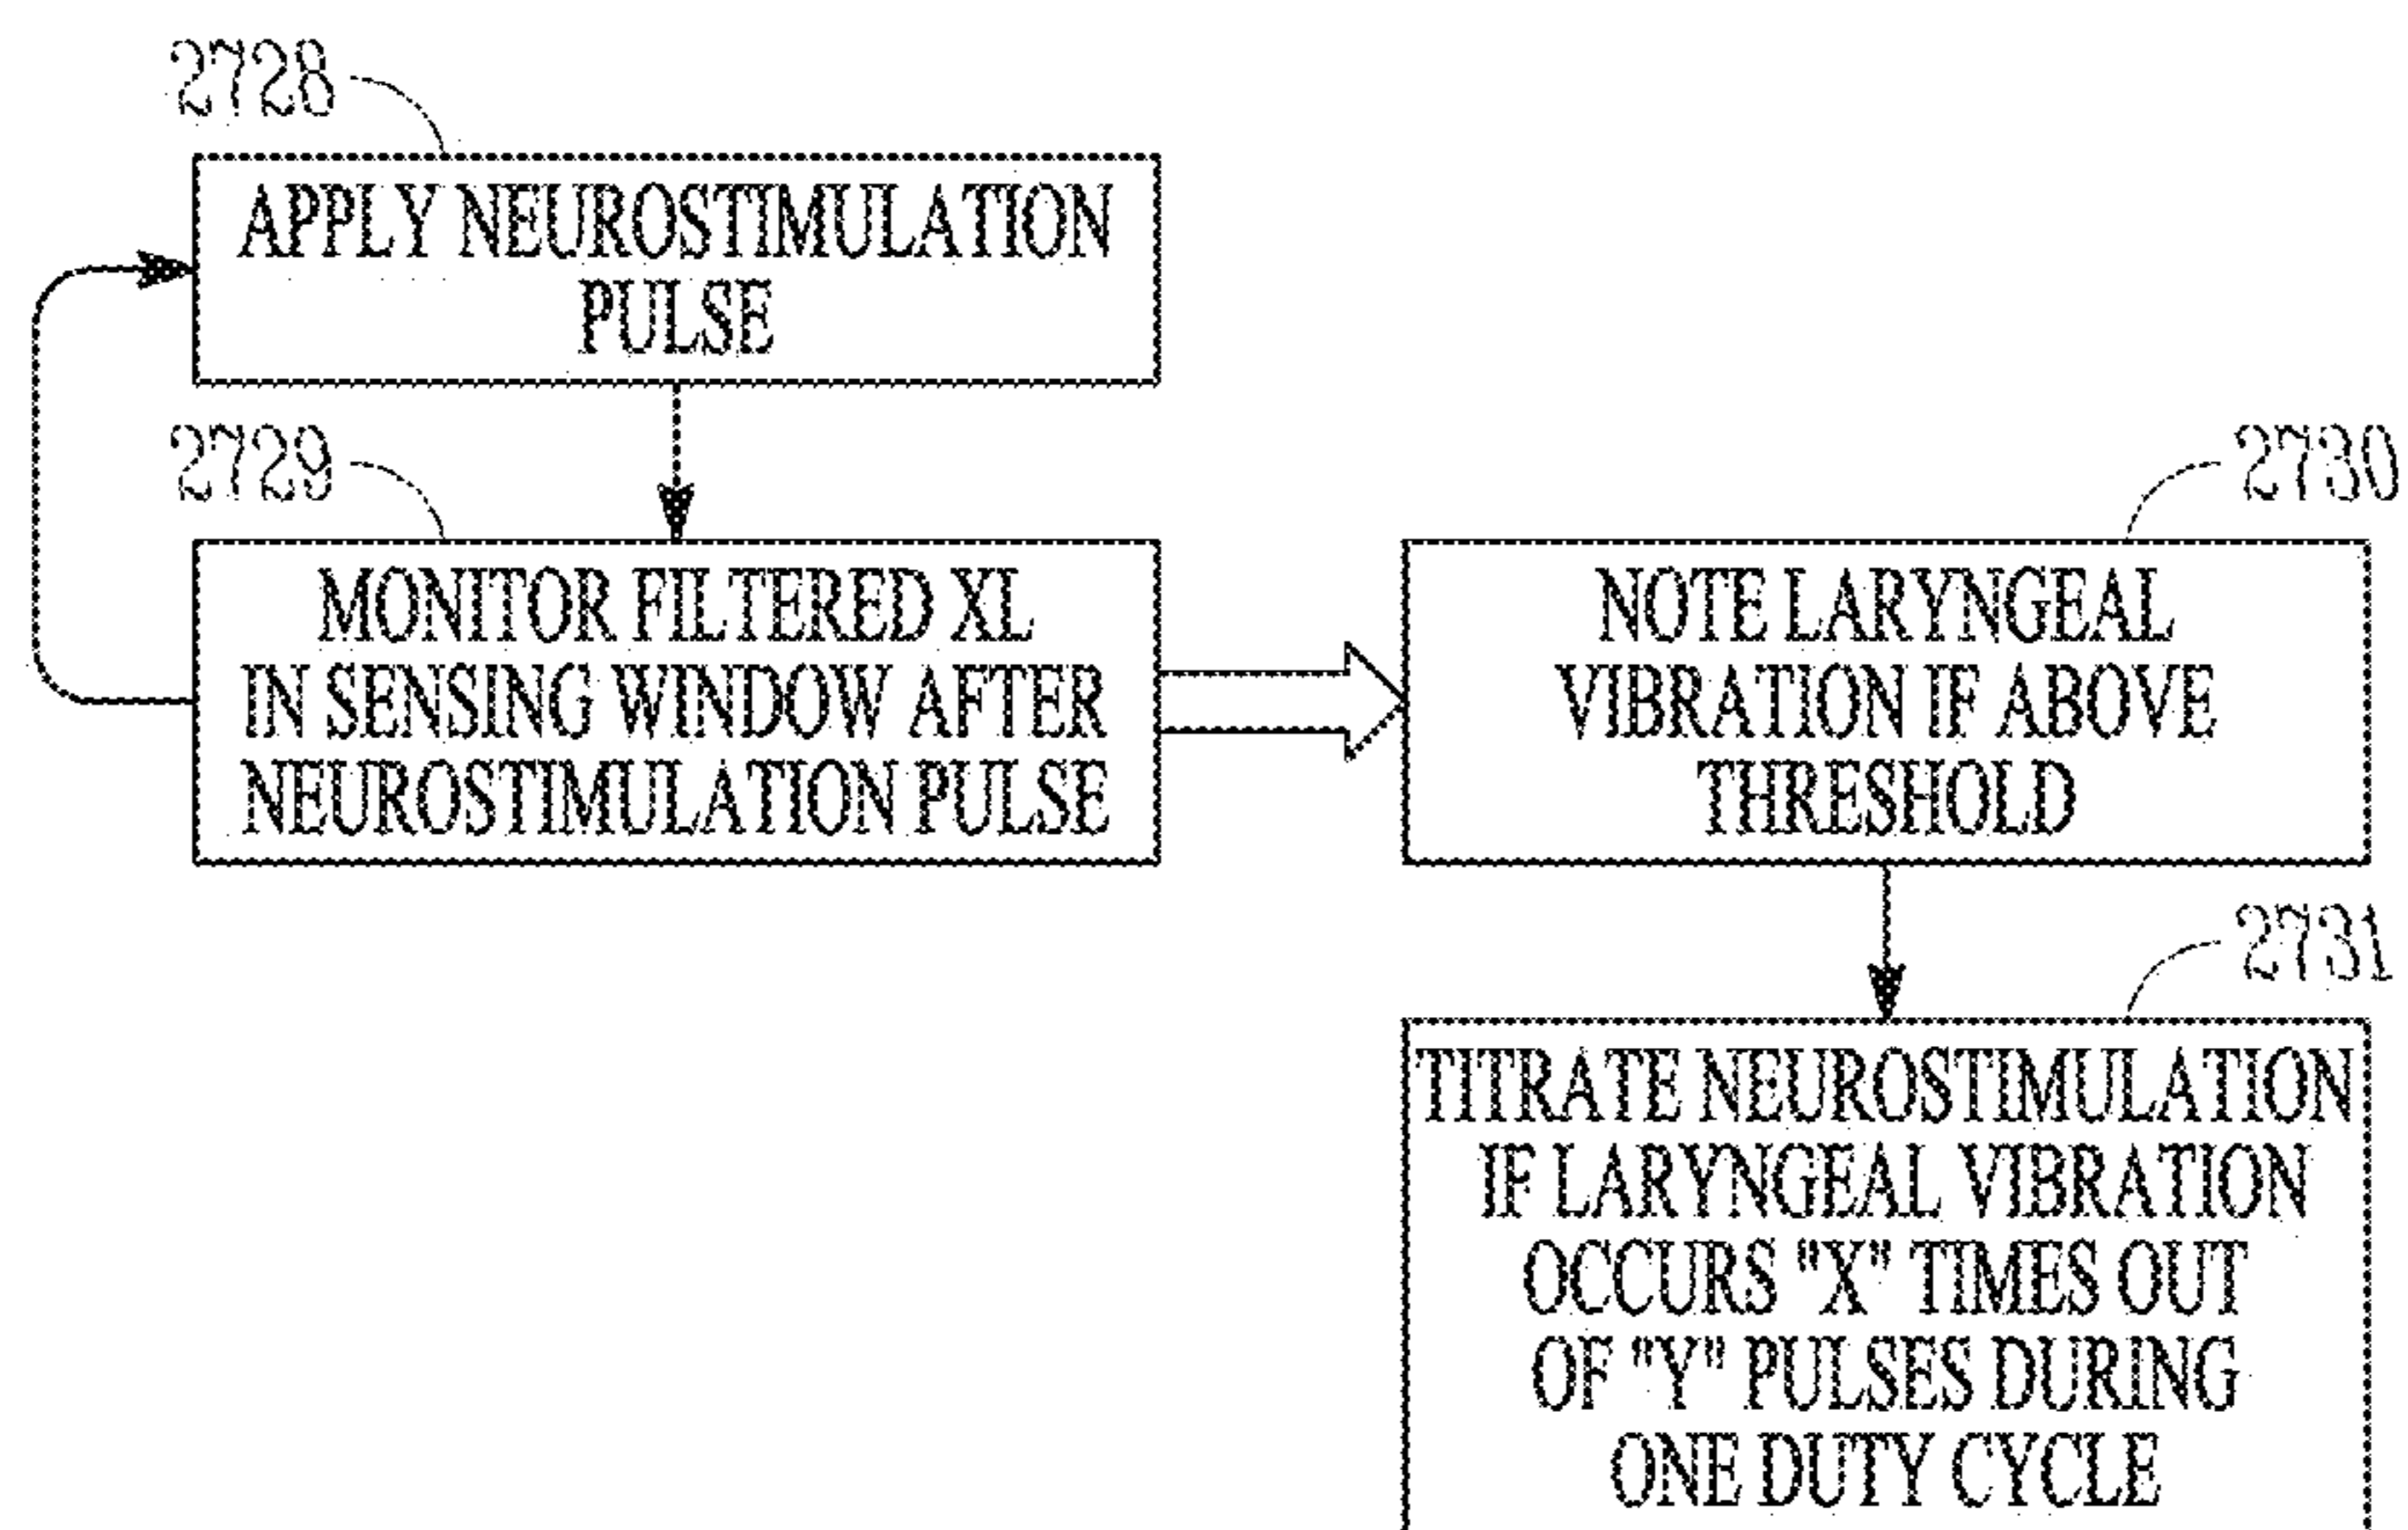 2728
APPLY NEUROSTIMULATION
PULSE
2729
MONITOR FILTERED XL
IN SENSING WINDOW AFTER
NEUROSTIMULATION PULSE
2730
NOTE LARYNGEAL
VIBRATION IF ABOVE
THRESHOLD
2731
TITRATE NEUROSTIMULATION
IF LARYNGEAL VIBRATION
OCCURS "X" TIMES OUT
OF "Y" PULSES DURING
ONE DUTY CYCLE